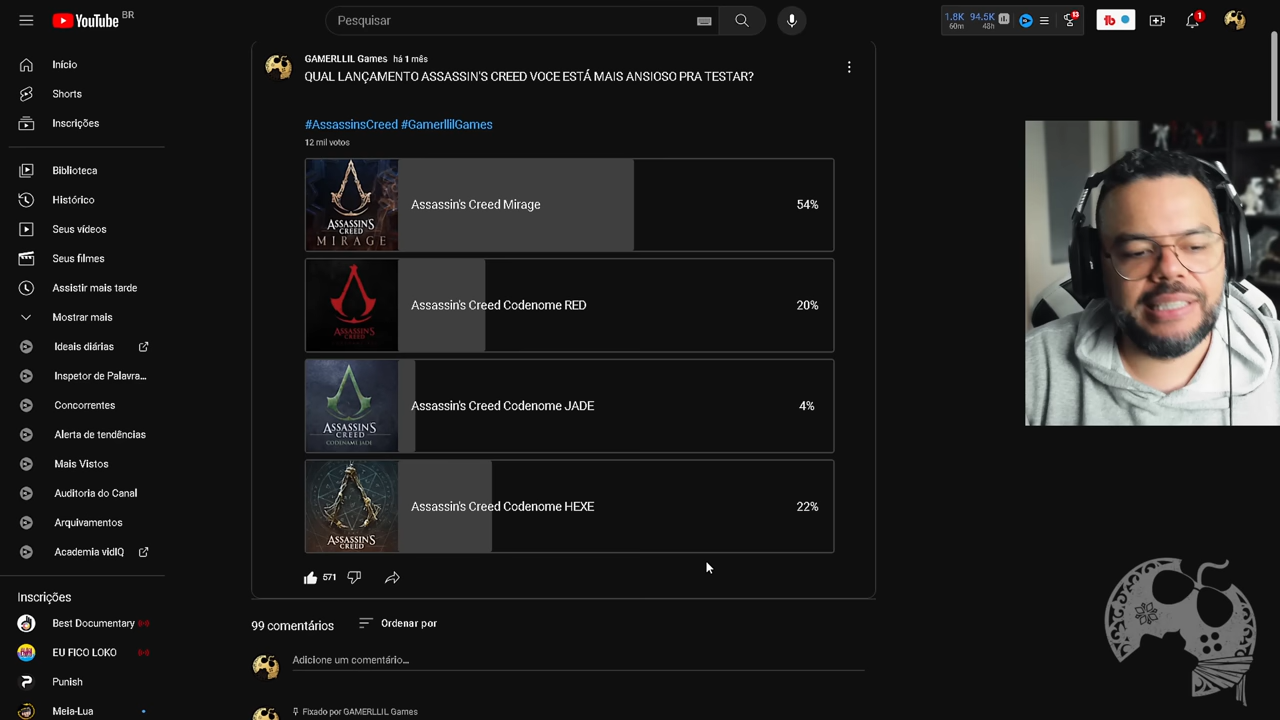 YouTube BR
Pesquisar
1.8K
60m
94.5K
48h
13
1
Início
Shorts
Inscrições
Biblioteca
Histórico
Seus vídeos
Seus filmes
Assistir mais tarde
Mostrar mais
Ideais diárias
Inspetor de Palavra...
Concorrentes
Alerta de tendências
Mais Vistos
Auditoria do Canal
Arquivamentos
Academia vidIQ
Inscrições
Best Documentary
EU FICO LOKO
Punish
Meia-Lua
GAMERLLIL Games há 1 mês
QUAL LANÇAMENTO ASSASSIN'S CREED VOCE ESTÁ MAIS ANSIOSO PRA TESTAR?
#AssassinsCreed #GamerllilGames
12 mil votos
ASSASSIN'S
CREED
MIRAGE
Assassin's Creed Mirage 54%
ASSASSIN'S
CREED
Assassin's Creed Codenome RED 20%
ASSASSIN'S
CREED
CODENAME JADE
Assassin's Creed Codenome JADE 4%
ASSASSIN'S
CREED
Assassin's Creed Codenome HEXE 22%
571
99 comentários Ordenar por
Adicione um comentário...
Fixado por GAMERLLIL Games